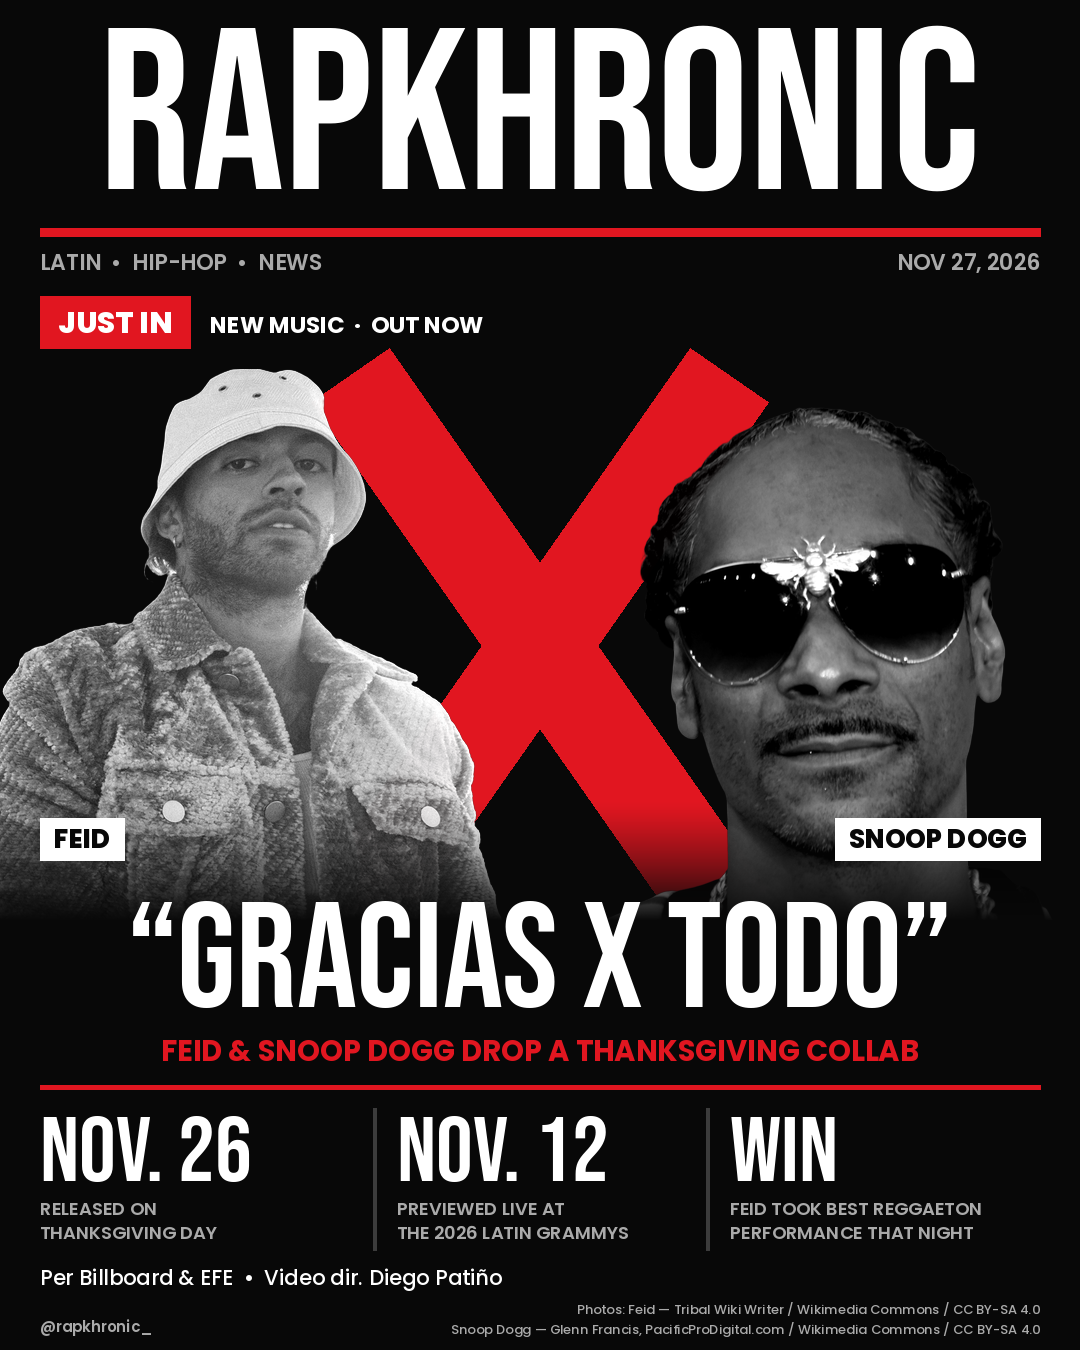 RAPKHRONIC
LATIN • HIP-HOP • NEWS
NOV 27, 2026
JUST IN
NEW MUSIC · OUT NOW
X
FEID
SNOOP DOGG
“GRACIAS X TODO”
FEID & SNOOP DOGG DROP A THANKSGIVING COLLAB
NOV. 26
RELEASED ON
THANKSGIVING DAY
NOV. 12
PREVIEWED LIVE AT
THE 2026 LATIN GRAMMYS
WIN
FEID TOOK BEST REGGAETON
PERFORMANCE THAT NIGHT
Per Billboard & EFE • Video dir. Diego Patiño
@rapkhronic_
Photos: Feid — Tribal Wiki Writer / Wikimedia Commons / CC BY-SA 4.0
Snoop Dogg — Glenn Francis, PacificProDigital.com / Wikimedia Commons / CC BY-SA 4.0